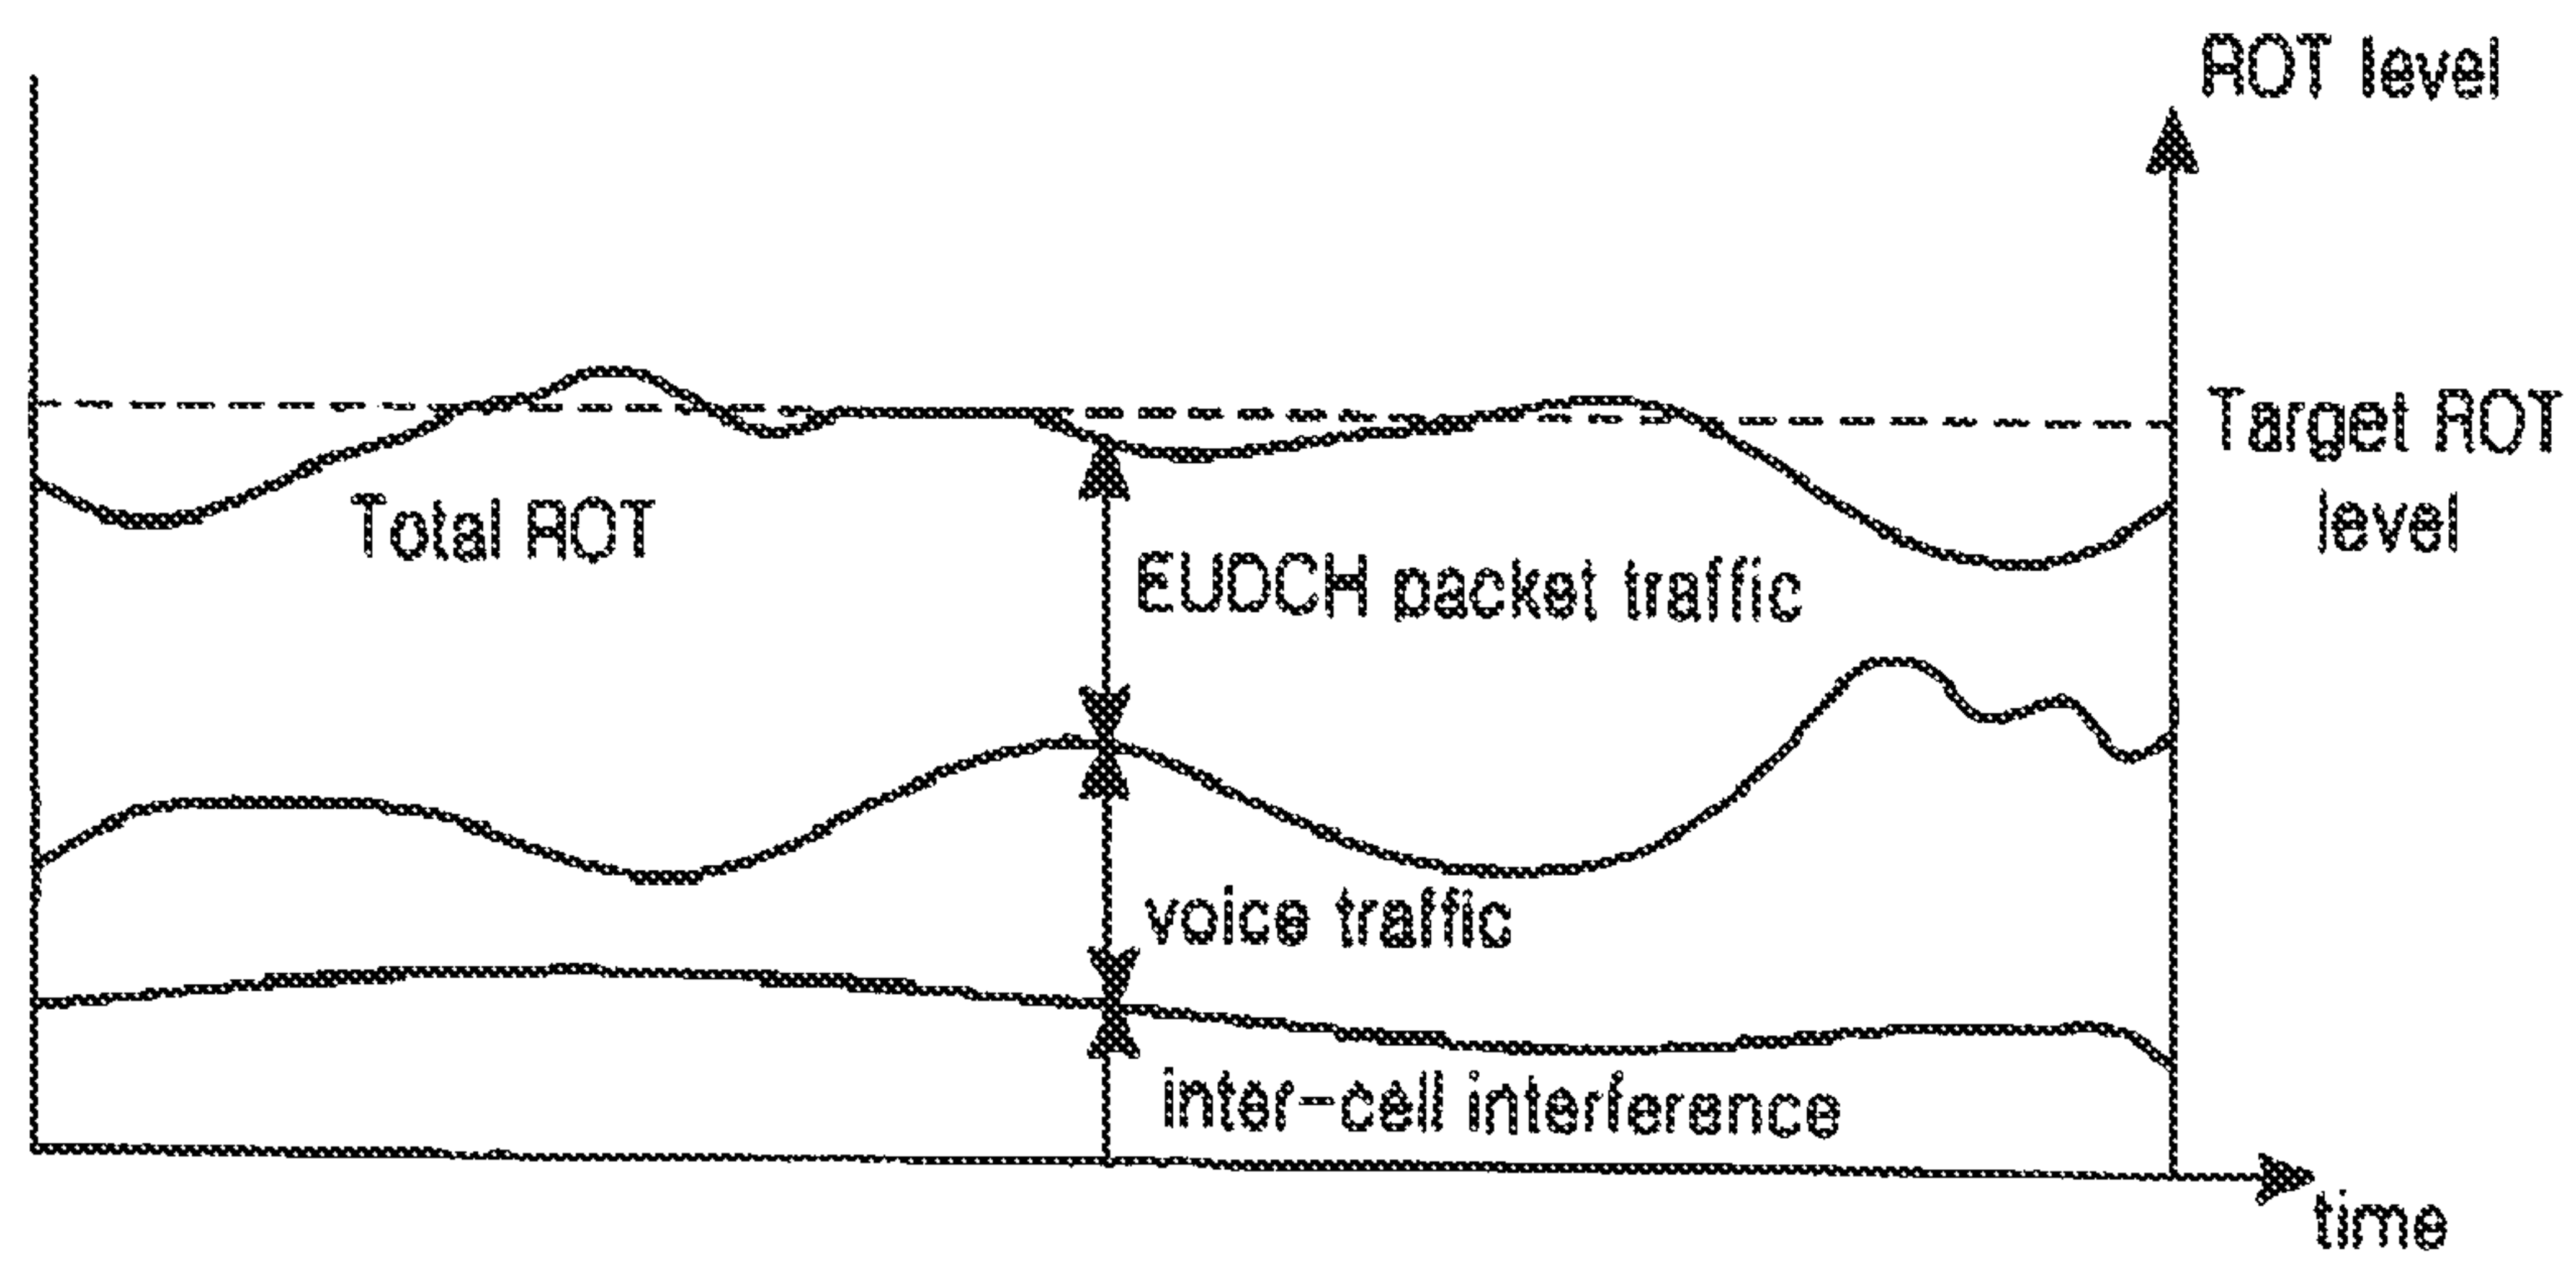 ROT level
Target ROT
level
Total ROT
EUDCH packet traffic
voice traffic
inter-cell interference
time